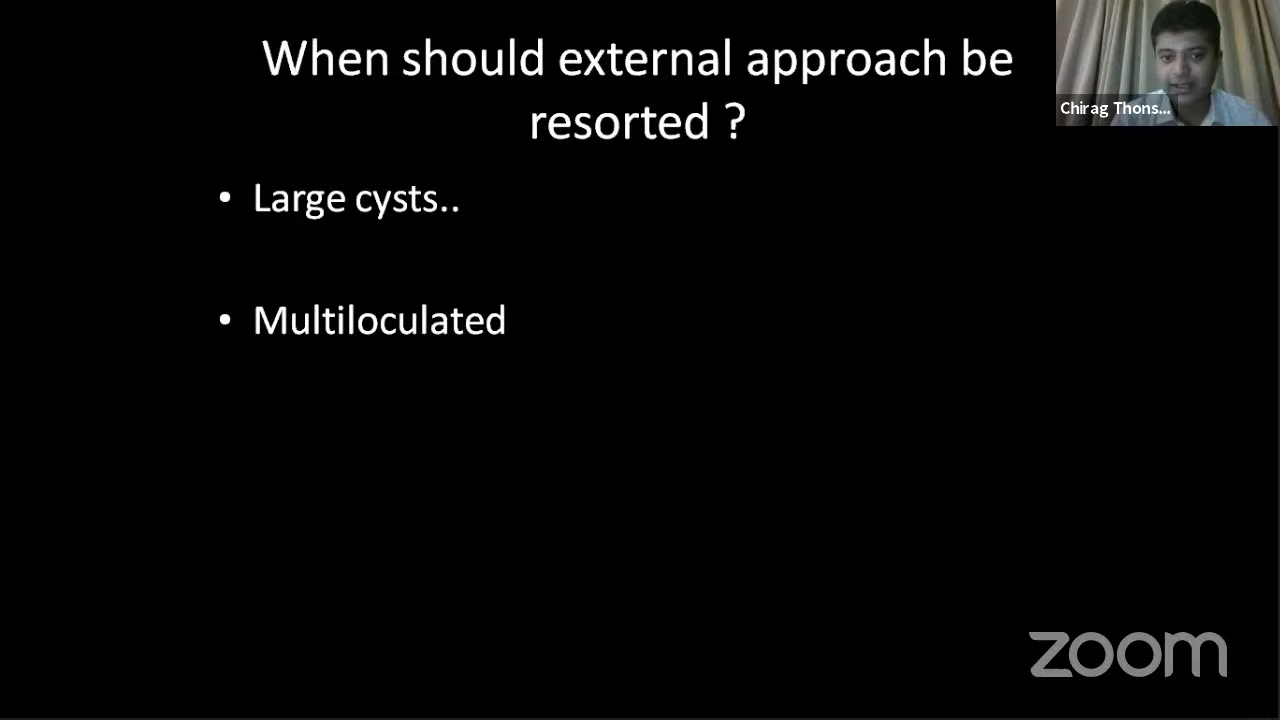 When should external approach be
resorted ?
Chirag Thons...
• Large cysts..
• Multiloculated
zoom